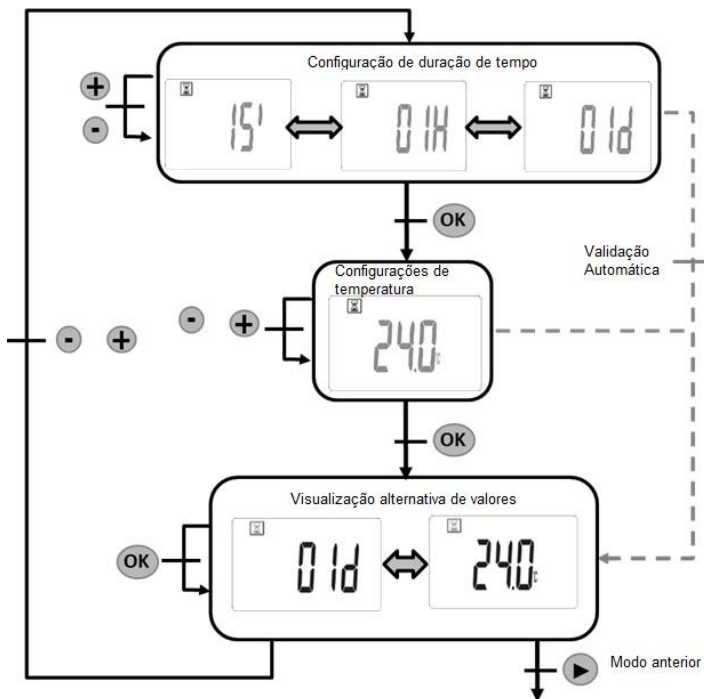 Configuração de duração de tempo
+
-
15'
01H
01d
OK
Validação
Automática
Configurações de
temperatura
- +
- +
24.0°C
OK
Visualização alternativa de valores
OK
01d
24.0°C
Modo anterior